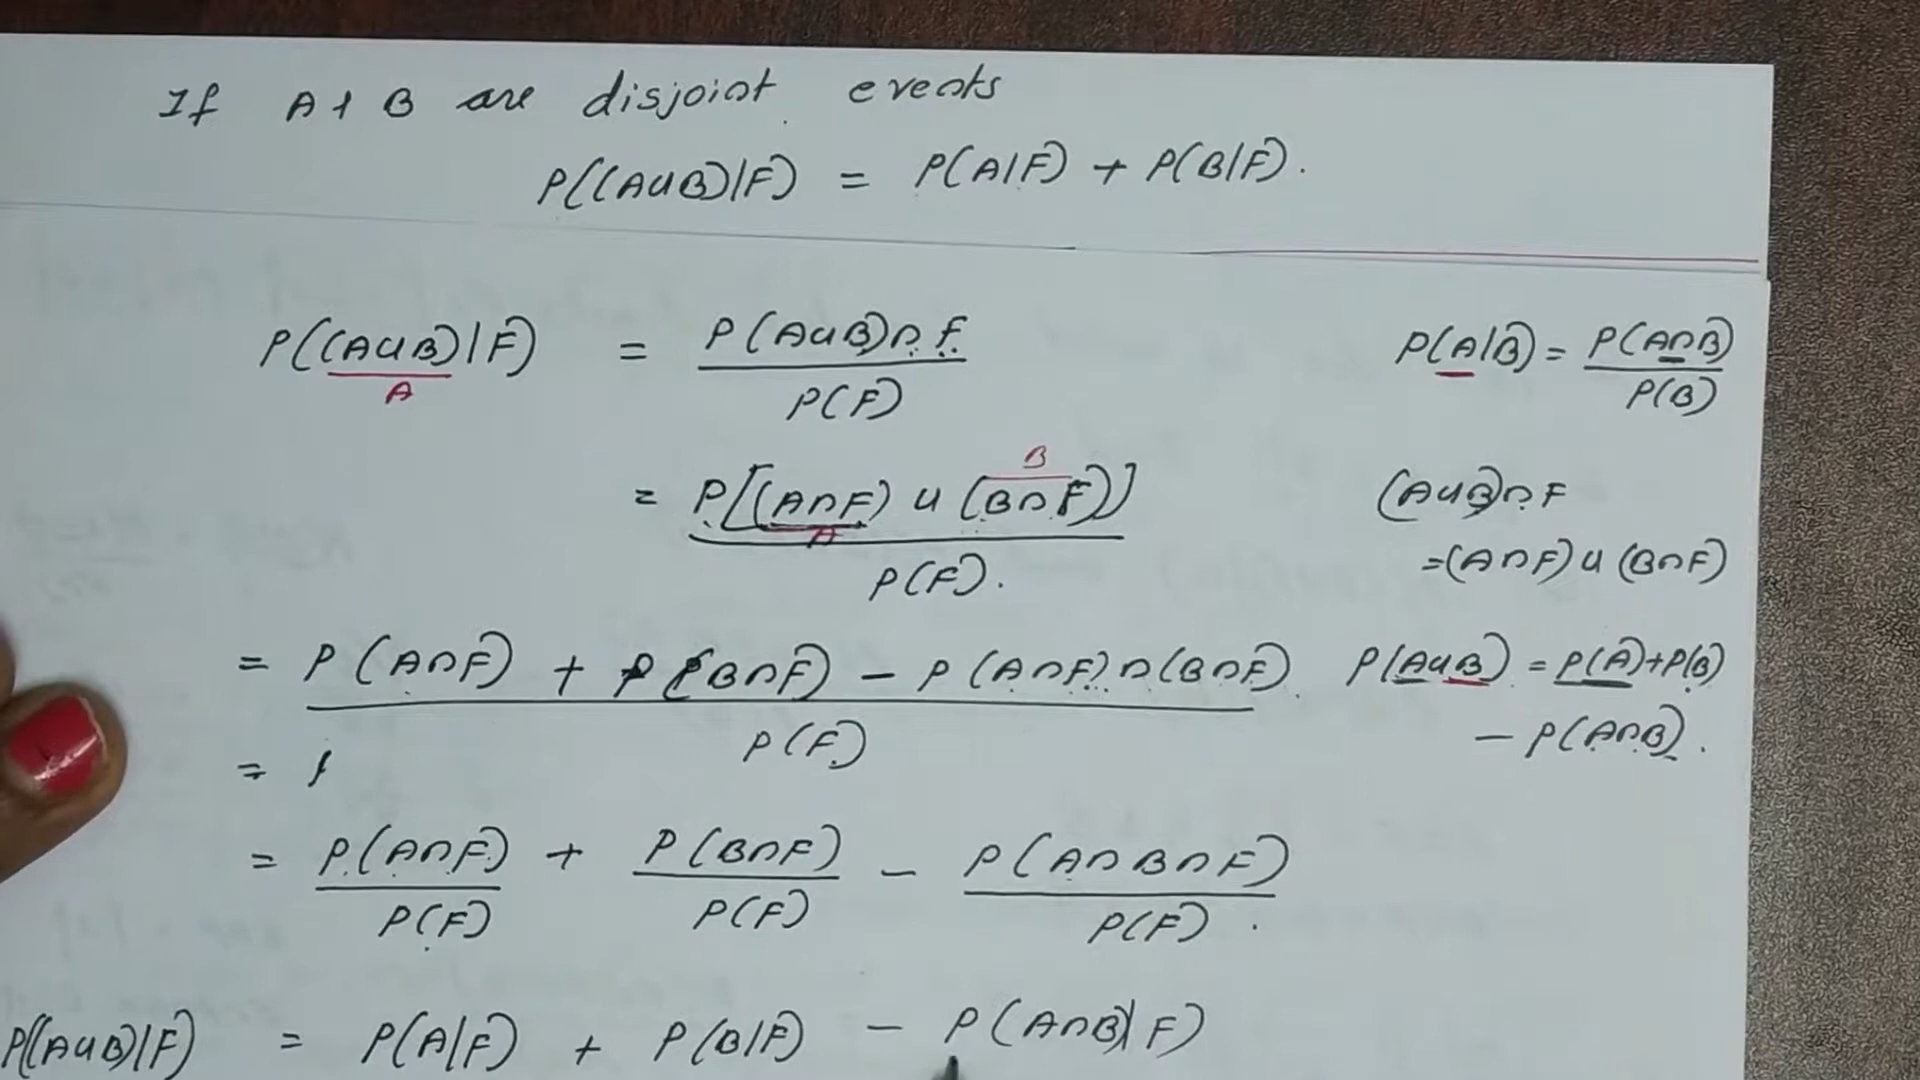 If A & B are disjoint events
P((A∪B)|F) = P(A|F) + P(B|F).
P((A∪B)|F) = P(A∪B)∩F / P(F)
A
P(A|B) = P(A∩B) / P(B)
= P[(A∩F) ∪ (B∩F)] / P(F).
A
B
(A∪B)∩F
=(A∩F)∪(B∩F)
= P(A∩F) + P(B∩F) − P(A∩F)∩(B∩F). / P(F)
P(A∪B) = P(A)+P(B)
− P(A∩B).
=
= P(A∩F) / P(F) + P(B∩F) / P(F) − P(A∩B∩F) / P(F).
P((A∪B)|F) = P(A|F) + P(B|F) − P(A∩B)|F)